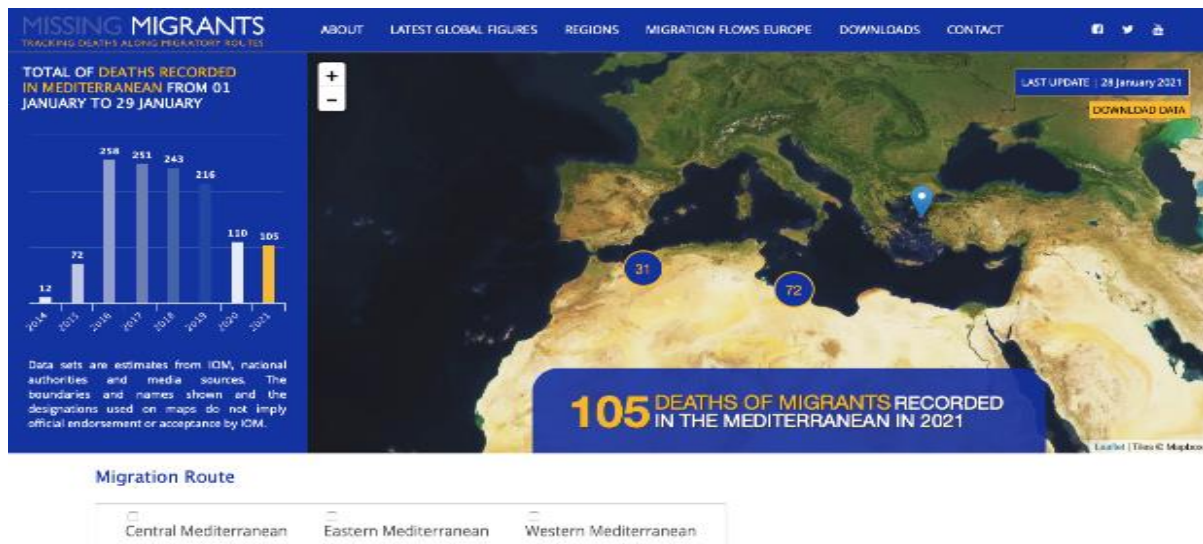 MISSING MIGRANTS
TRACKING DEATHS ALONG MIGRATORY ROUTES
ABOUT LATEST GLOBAL FIGURES REGIONS MIGRATION FLOWS EUROPE DOWNLOADS CONTACT
TOTAL OF DEATHS RECORDED
IN MEDITERRANEAN FROM 01
JANUARY TO 29 JANUARY
12
72
258
251
243
216
110
105
2014 2015 2016 2017 2018 2019 2020 2021
Data sets are estimates from IOM, national
authorities and media sources. The
boundaries and names shown and the
designations used on maps do not imply
official endorsement or acceptance by IOM.
+
−
LAST UPDATE | 28 January 2021
DOWNLOAD DATA
31
72
105 DEATHS OF MIGRANTS RECORDED
IN THE MEDITERRANEAN IN 2021
Leaflet | Tiles © Mapbox
Migration Route
Central Mediterranean Eastern Mediterranean Western Mediterranean